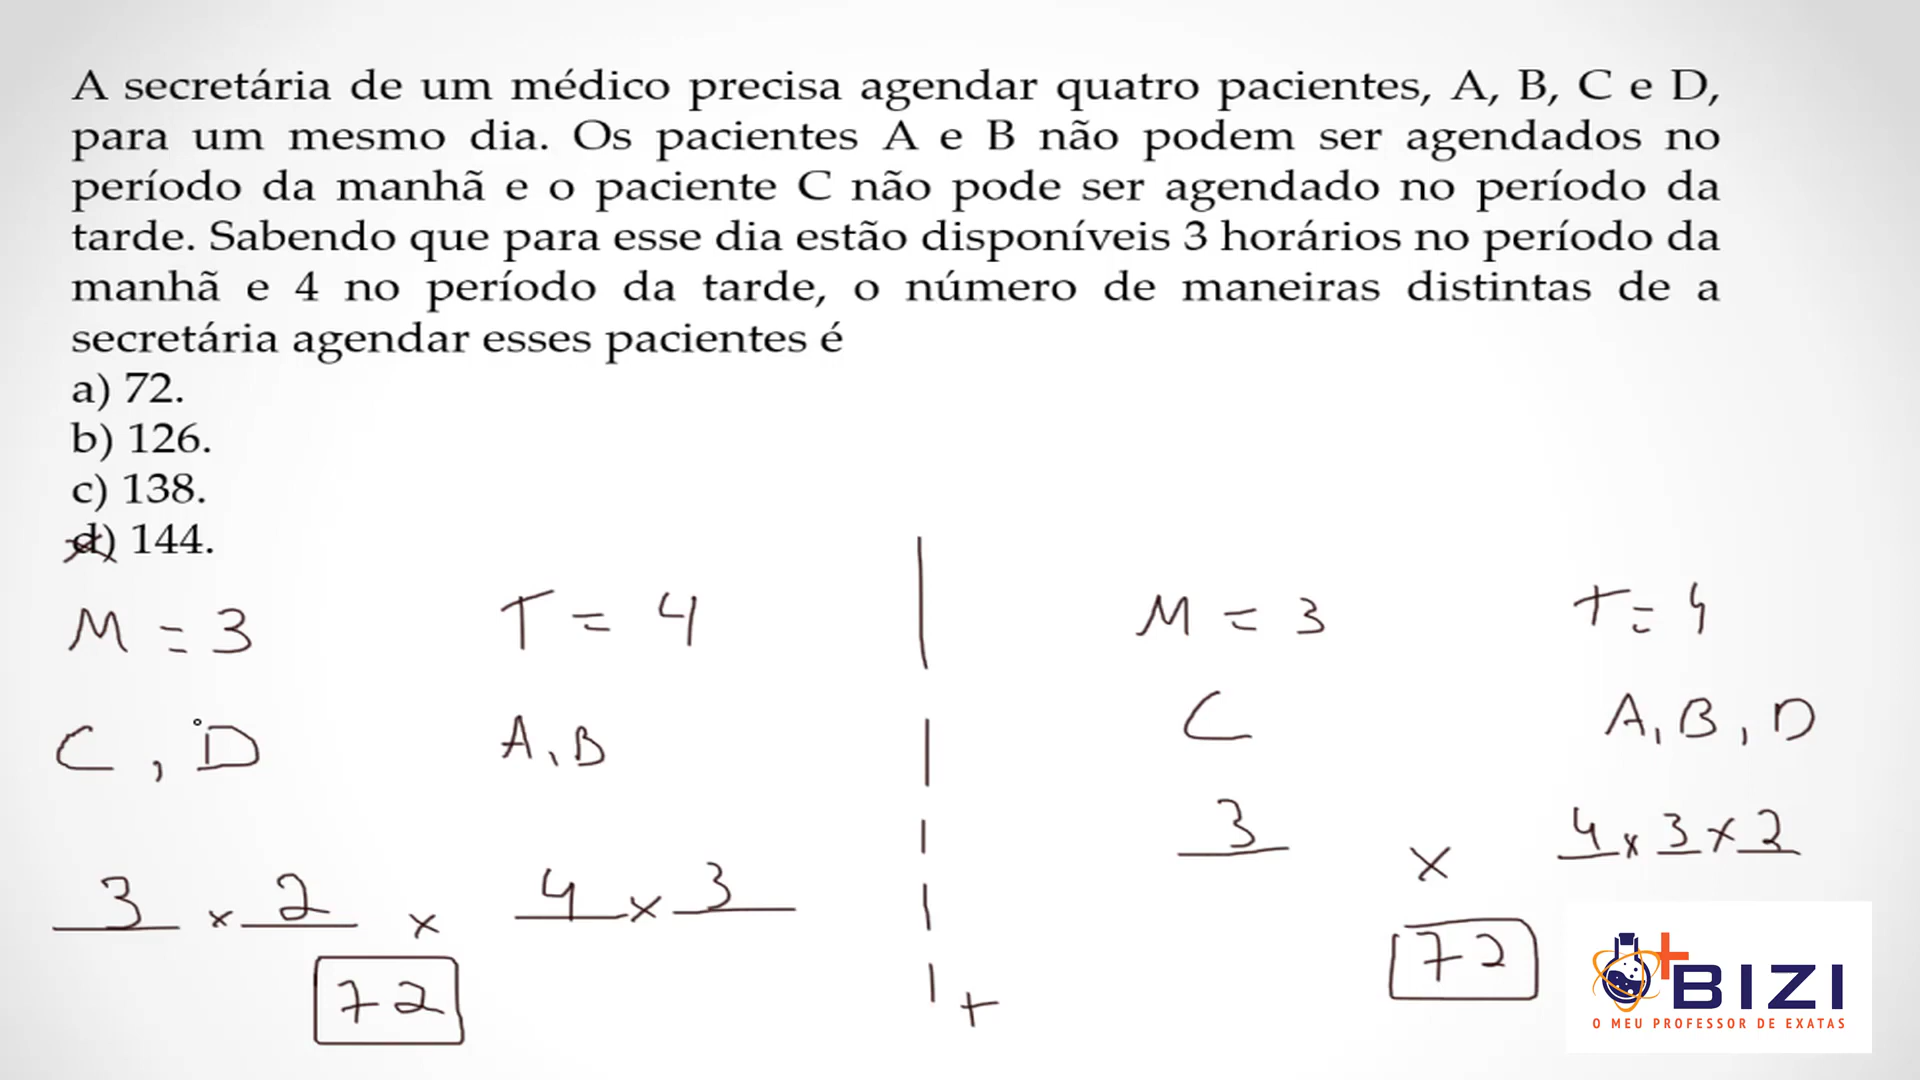 A secretária de um médico precisa agendar quatro pacientes, A, B, C e D,
para um mesmo dia. Os pacientes A e B não podem ser agendados no
período da manhã e o paciente C não pode ser agendado no período da
tarde. Sabendo que para esse dia estão disponíveis 3 horários no período da
manhã e 4 no período da tarde, o número de maneiras distintas de a
secretária agendar esses pacientes é
a) 72.
b) 126.
c) 138.
d) 144.
M = 3 T = 4
C, D A, B
3 x 2 x 4 x 3
72
M = 3 T = 4
C A, B, D
3 x 4 x 3 x 2
72
+
+BIZI
O MEU PROFESSOR DE EXATAS